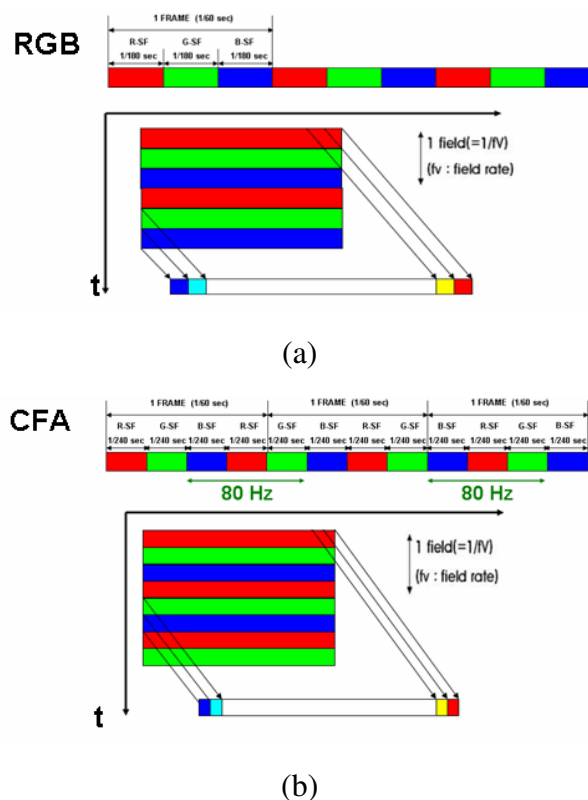 1 FRAME (1/60 sec)
RGB
R-SF G-SF B-SF
1/180 sec 1/180 sec 1/180 sec
1 field(=1/fV)
(fv : field rate)
t
(a)
1 FRAME (1/60 sec) 1 FRAME (1/60 sec) 1 FRAME (1/60 sec)
CFA
R-SF G-SF B-SF R-SF G-SF B-SF R-SF G-SF B-SF R-SF G-SF B-SF
1/240 sec 1/240 sec 1/240 sec 1/240 sec 1/240 sec 1/240 sec 1/240 sec 1/240 sec 1/240 sec 1/240 sec 1/240 sec 1/240 sec
80 Hz 80 Hz
1 field(=1/fV)
(fv : field rate)
t
(b)